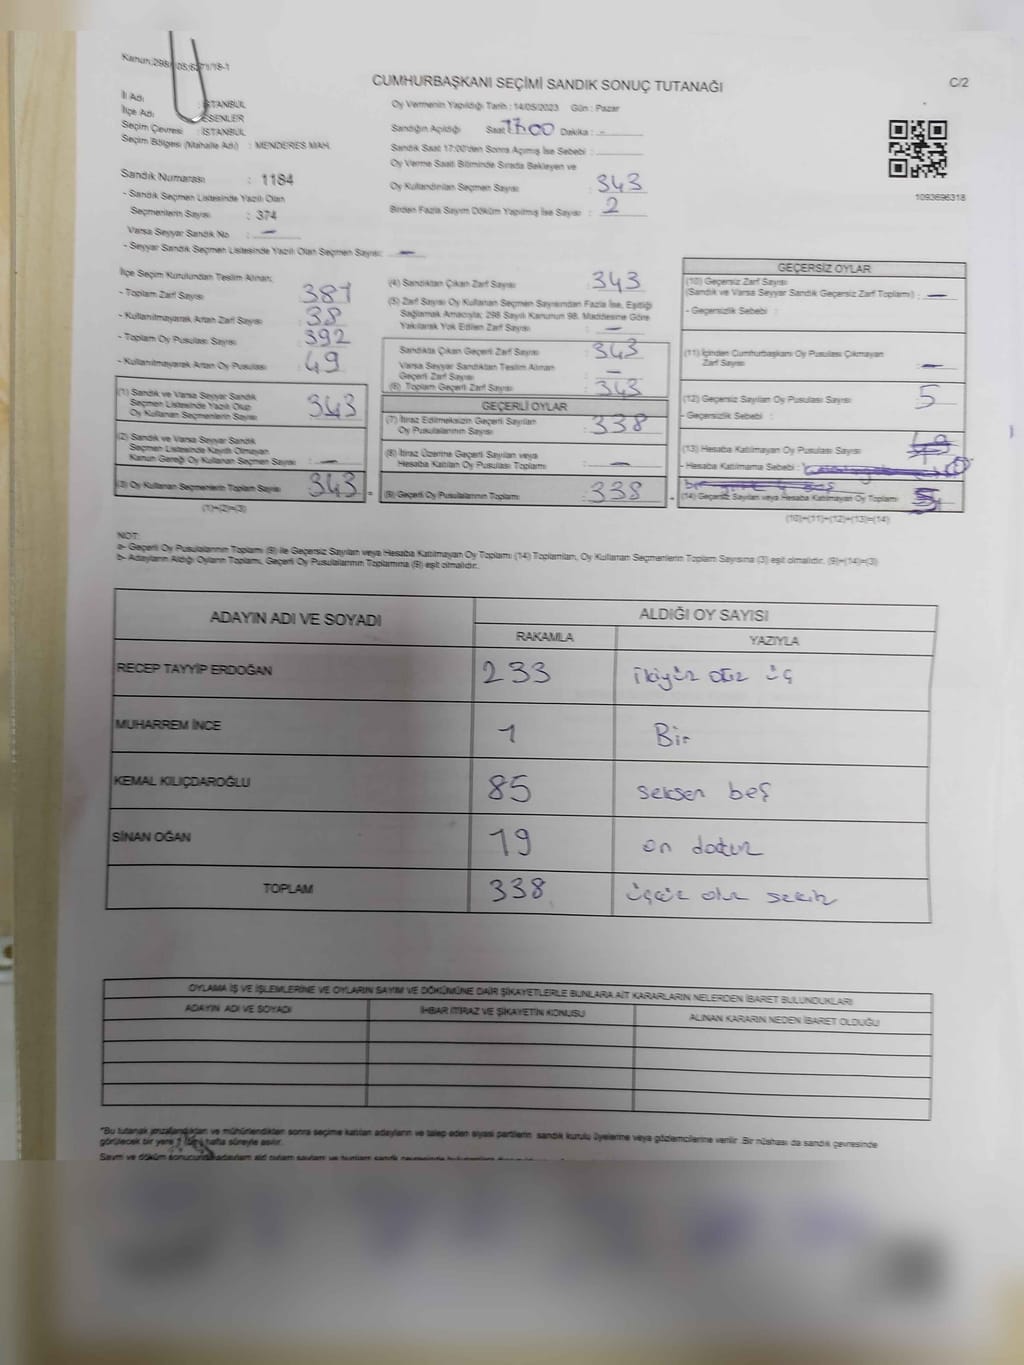 Kanun:298
CUMHURBAŞKANI SEÇİMİ SANDIK SONUÇ TUTANAĞI
C/2
İl Adı : İSTANBUL
İlçe Adı : ESENLER
Seçim Çevresi : İSTANBUL
Seçim Bölgesi (Mahalle Adı) : MENDERES MAH.
Sandık Numarası : 1184
- Sandık Seçmen Listesinde Yazılı Olan
Seçmenlerin Sayısı : 374
Varsa Seyyar Sandık No : —
- Seyyar Sandık Seçmen Listesinde Yazılı Olan Seçmen Sayısı : —
Oy Vermenin Yapıldığı Tarih : 14/05/2023 Gün : Pazar
Sandığın Açıldığı Saat : 17:00 Dakika : -
Sandık Saat 17:00'den Sonra Açılmış İse Sebebi :
Oy Verme Saati Bitiminde Sırada Bekleyen ve
Oy Kullandırılan Seçmen Sayısı : 343
Birden Fazla Sayım Döküm Yapılmış İse Sayısı : 2
1093696318
İlçe Seçim Kurulundan Teslim Alınan;
- Toplam Zarf Sayısı : 381
- Kullanılmayarak Artan Zarf Sayısı : 38
- Toplam Oy Pusulası Sayısı : 392
- Kullanılmayarak Artan Oy Pusulası : 49
(1) Sandık ve Varsa Seyyar Sandık
Seçmen Listesinde Yazılı Olup
Oy Kullanan Seçmenlerin Sayısı : 343
(2) Sandık ve Varsa Seyyar Sandık
Seçmen Listesinde Kayıtlı Olmayan
Kanun Gereği Oy Kullanan Seçmen Sayısı : —
(3) Oy Kullanan Seçmenlerin Toplam Sayısı : 343
(1)+(2)=(3)
(4) Sandıktan Çıkan Zarf Sayısı : 343
(5) Zarf Sayısı Oy Kullanan Seçmen Sayısından Fazla İse, Eşitliği
Sağlamak Amacıyla; 298 Sayılı Kanunun 98. Maddesine Göre
Yakılarak Yok Edilen Zarf Sayısı : —
Sandıkta Çıkan Geçerli Zarf Sayısı : 343
Varsa Seyyar Sandıktan Teslim Alınan
Geçerli Zarf Sayısı : —
(6) Toplam Geçerli Zarf Sayısı : 343
GEÇERLİ OYLAR
(7) İtiraz Edilmeksizin Geçerli Sayılan
Oy Pusulalarının Sayısı : 338
(8) İtiraz Üzerine Geçerli Sayılan veya
Hesaba Katılan Oy Pusulası Toplamı : —
(9) Geçerli Oy Pusulalarının Toplamı : 338
GEÇERSİZ OYLAR
(10) Geçersiz Zarf Sayısı
(Sandık ve Varsa Seyyar Sandık Geçersiz Zarf Toplamı) : —
- Geçersizlik Sebebi :
(11) İçinden Cumhurbaşkanı Oy Pusulası Çıkmayan
Zarf Sayısı : —
(12) Geçersiz Sayılan Oy Pusulası Sayısı : 5
- Geçersizlik Sebebi :
(13) Hesaba Katılmayan Oy Pusulası Sayısı
- Hesaba Katılmama Sebebi :
(14) Geçersiz Sayılan veya Hesaba Katılmayan Oy Toplamı : 5
(10)+(11)+(12)+(13)=(14)
NOT:
a- Geçerli Oy Pusulalarının Toplamı (9) ile Geçersiz Sayılan veya Hesaba Katılmayan Oy Toplamı (14) Toplamları, Oy Kullanan Seçmenlerin Toplam Sayısına (3) eşit olmalıdır. (9)+(14)=(3)
b- Adayların Aldığı Oyların Toplamı, Geçerli Oy Pusulalarının Toplamına (9) eşit olmalıdır.
ADAYIN ADI VE SOYADI
ALDIĞI OY SAYISI
RAKAMLA YAZIYLA
RECEP TAYYİP ERDOĞAN 233 ikiyüz otuz üç
MUHARREM İNCE 1 Bir
KEMAL KILIÇDAROĞLU 85 seksen beş
SİNAN OĞAN 19 on dokuz
TOPLAM 338 üçyüz otuz sekiz
OYLAMA İŞ VE İŞLEMLERİNE VE OYLARIN SAYIM VE DÖKÜMÜNE DAİR ŞİKAYETLERLE BUNLARA AİT KARARLARIN NELERDEN İBARET BULUNDUKLARI
ADAYIN ADI VE SOYADI İHBAR İTİRAZ VE ŞİKAYETİN KONUSU ALINAN KARARIN NEDEN İBARET OLDUĞU
*Bu tutanak imzalandıktan ve mühürlendikten sonra seçime katılan adayların ve talep eden siyasi partilerin sandık kurulu üyelerine veya gözlemcilerine verilir. Bir nüshası da sandık çevresinde
görülecek bir yere 1 hafta süreyle asılır.
Sayım ve döküm sonucunda